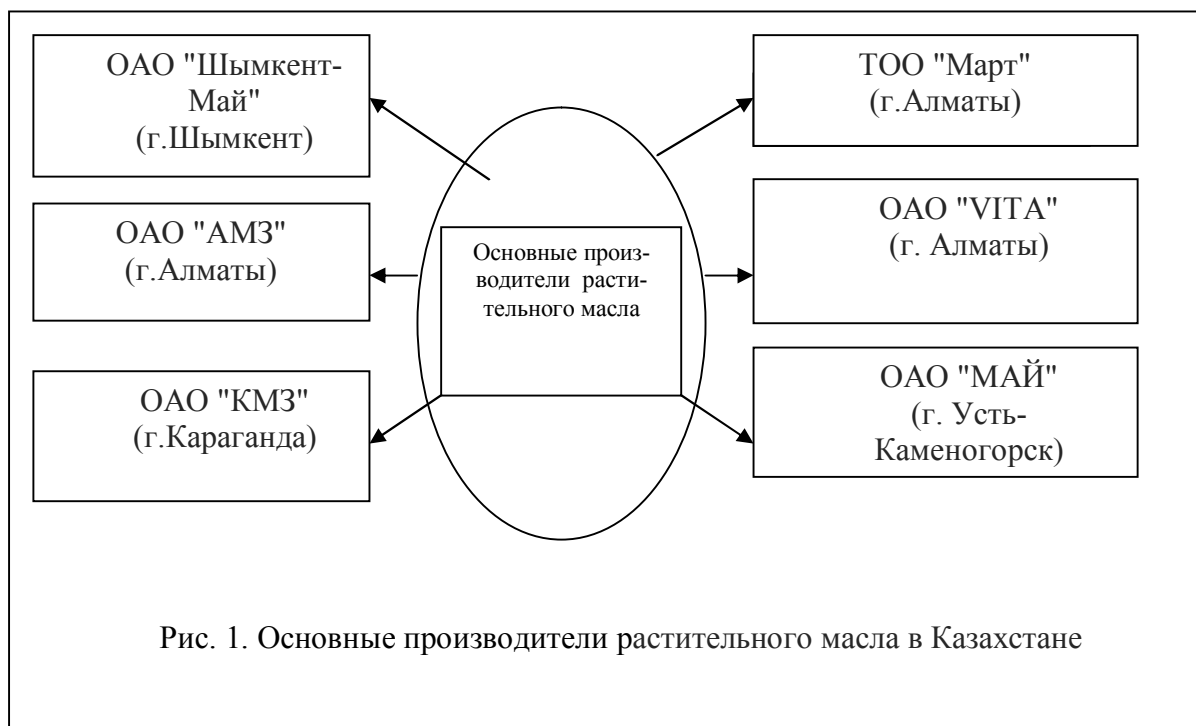 ОАО "Шымкент-
Май"
(г.Шымкент)
ТОО "Март"
(г.Алматы)
ОАО "АМЗ"
(г.Алматы)
Основные произ-
водители расти-
тельного масла
ОАО "VITA"
(г. Алматы)
ОАО "КМЗ"
(г.Караганда)
ОАО "МАЙ"
(г. Усть-
Каменогорск)
Рис. 1. Основные производители растительного масла в Казахстане